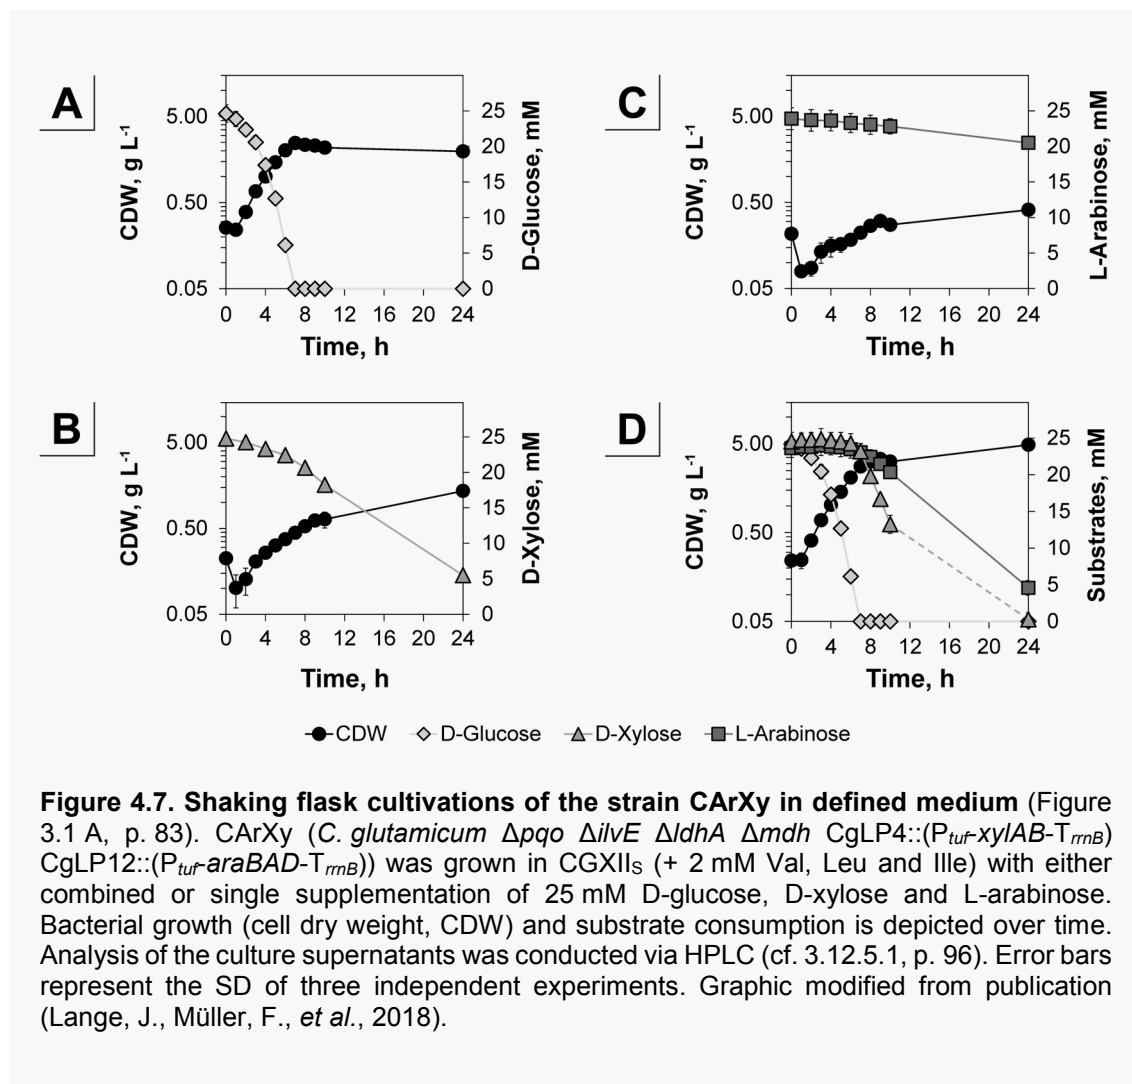 A
CDW, g L-1
5.00
0.50
0.05
25
20
15
10
5
0
D-Glucose, mM
0 4 8 12 16 20 24
Time, h
C
CDW, g L-1
5.00
0.50
0.05
25
20
15
10
5
0
L-Arabinose, mM
0 4 8 12 16 20 24
Time, h
B
CDW, g L-1
5.00
0.50
0.05
25
20
15
10
5
0
D-Xylose, mM
0 4 8 12 16 20 24
Time, h
D
CDW, g L-1
5.00
0.50
0.05
25
20
15
10
5
0
Substrates, mM
0 4 8 12 16 20 24
Time, h
CDW D-Glucose D-Xylose L-Arabinose
Figure 4.7. Shaking flask cultivations of the strain CArXy in defined medium (Figure
3.1 A, p. 83). CArXy (C. glutamicum Δpqo ΔilvE ΔldhA Δmdh CgLP4::(Ptuf-xylAB-TrrnB)
CgLP12::(Ptuf-araBAD-TrrnB)) was grown in CGXIIS (+ 2 mM Val, Leu and Ille) with either
combined or single supplementation of 25 mM D-glucose, D-xylose and L-arabinose.
Bacterial growth (cell dry weight, CDW) and substrate consumption is depicted over time.
Analysis of the culture supernatants was conducted via HPLC (cf. 3.12.5.1, p. 96). Error bars
represent the SD of three independent experiments. Graphic modified from publication
(Lange, J., Müller, F., et al., 2018).